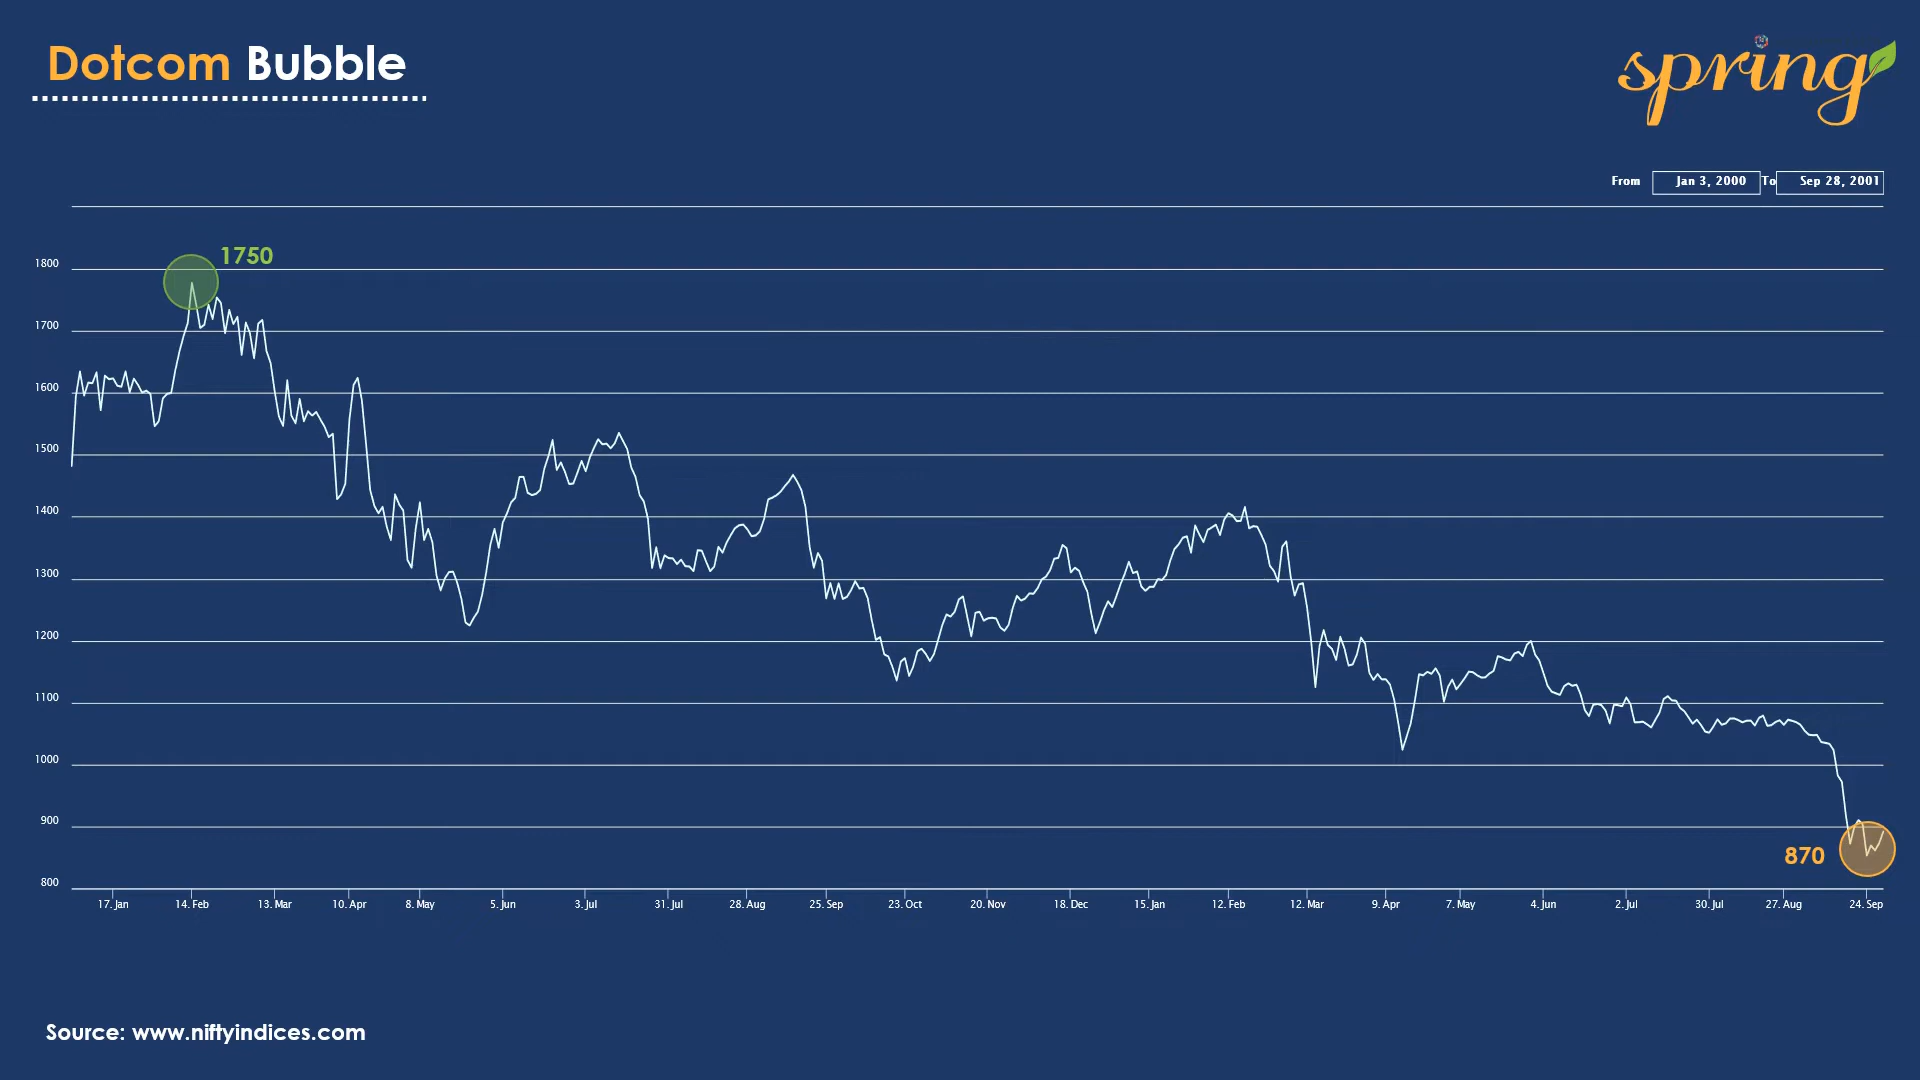 Dotcom Bubble
spring
From Jan 3, 2000 To Sep 28, 2001
1750
1800
1700
1600
1500
1400
1300
1200
1100
1000
900
870
800
17. Jan 14. Feb 13. Mar 10. Apr 8. May 5. Jun 3. Jul 31. Jul 28. Aug 25. Sep 23. Oct 20. Nov 18. Dec 15. Jan 12. Feb 12. Mar 9. Apr 7. May 4. Jun 2. Jul 30. Jul 27. Aug 24. Sep
Source: www.niftyindices.com